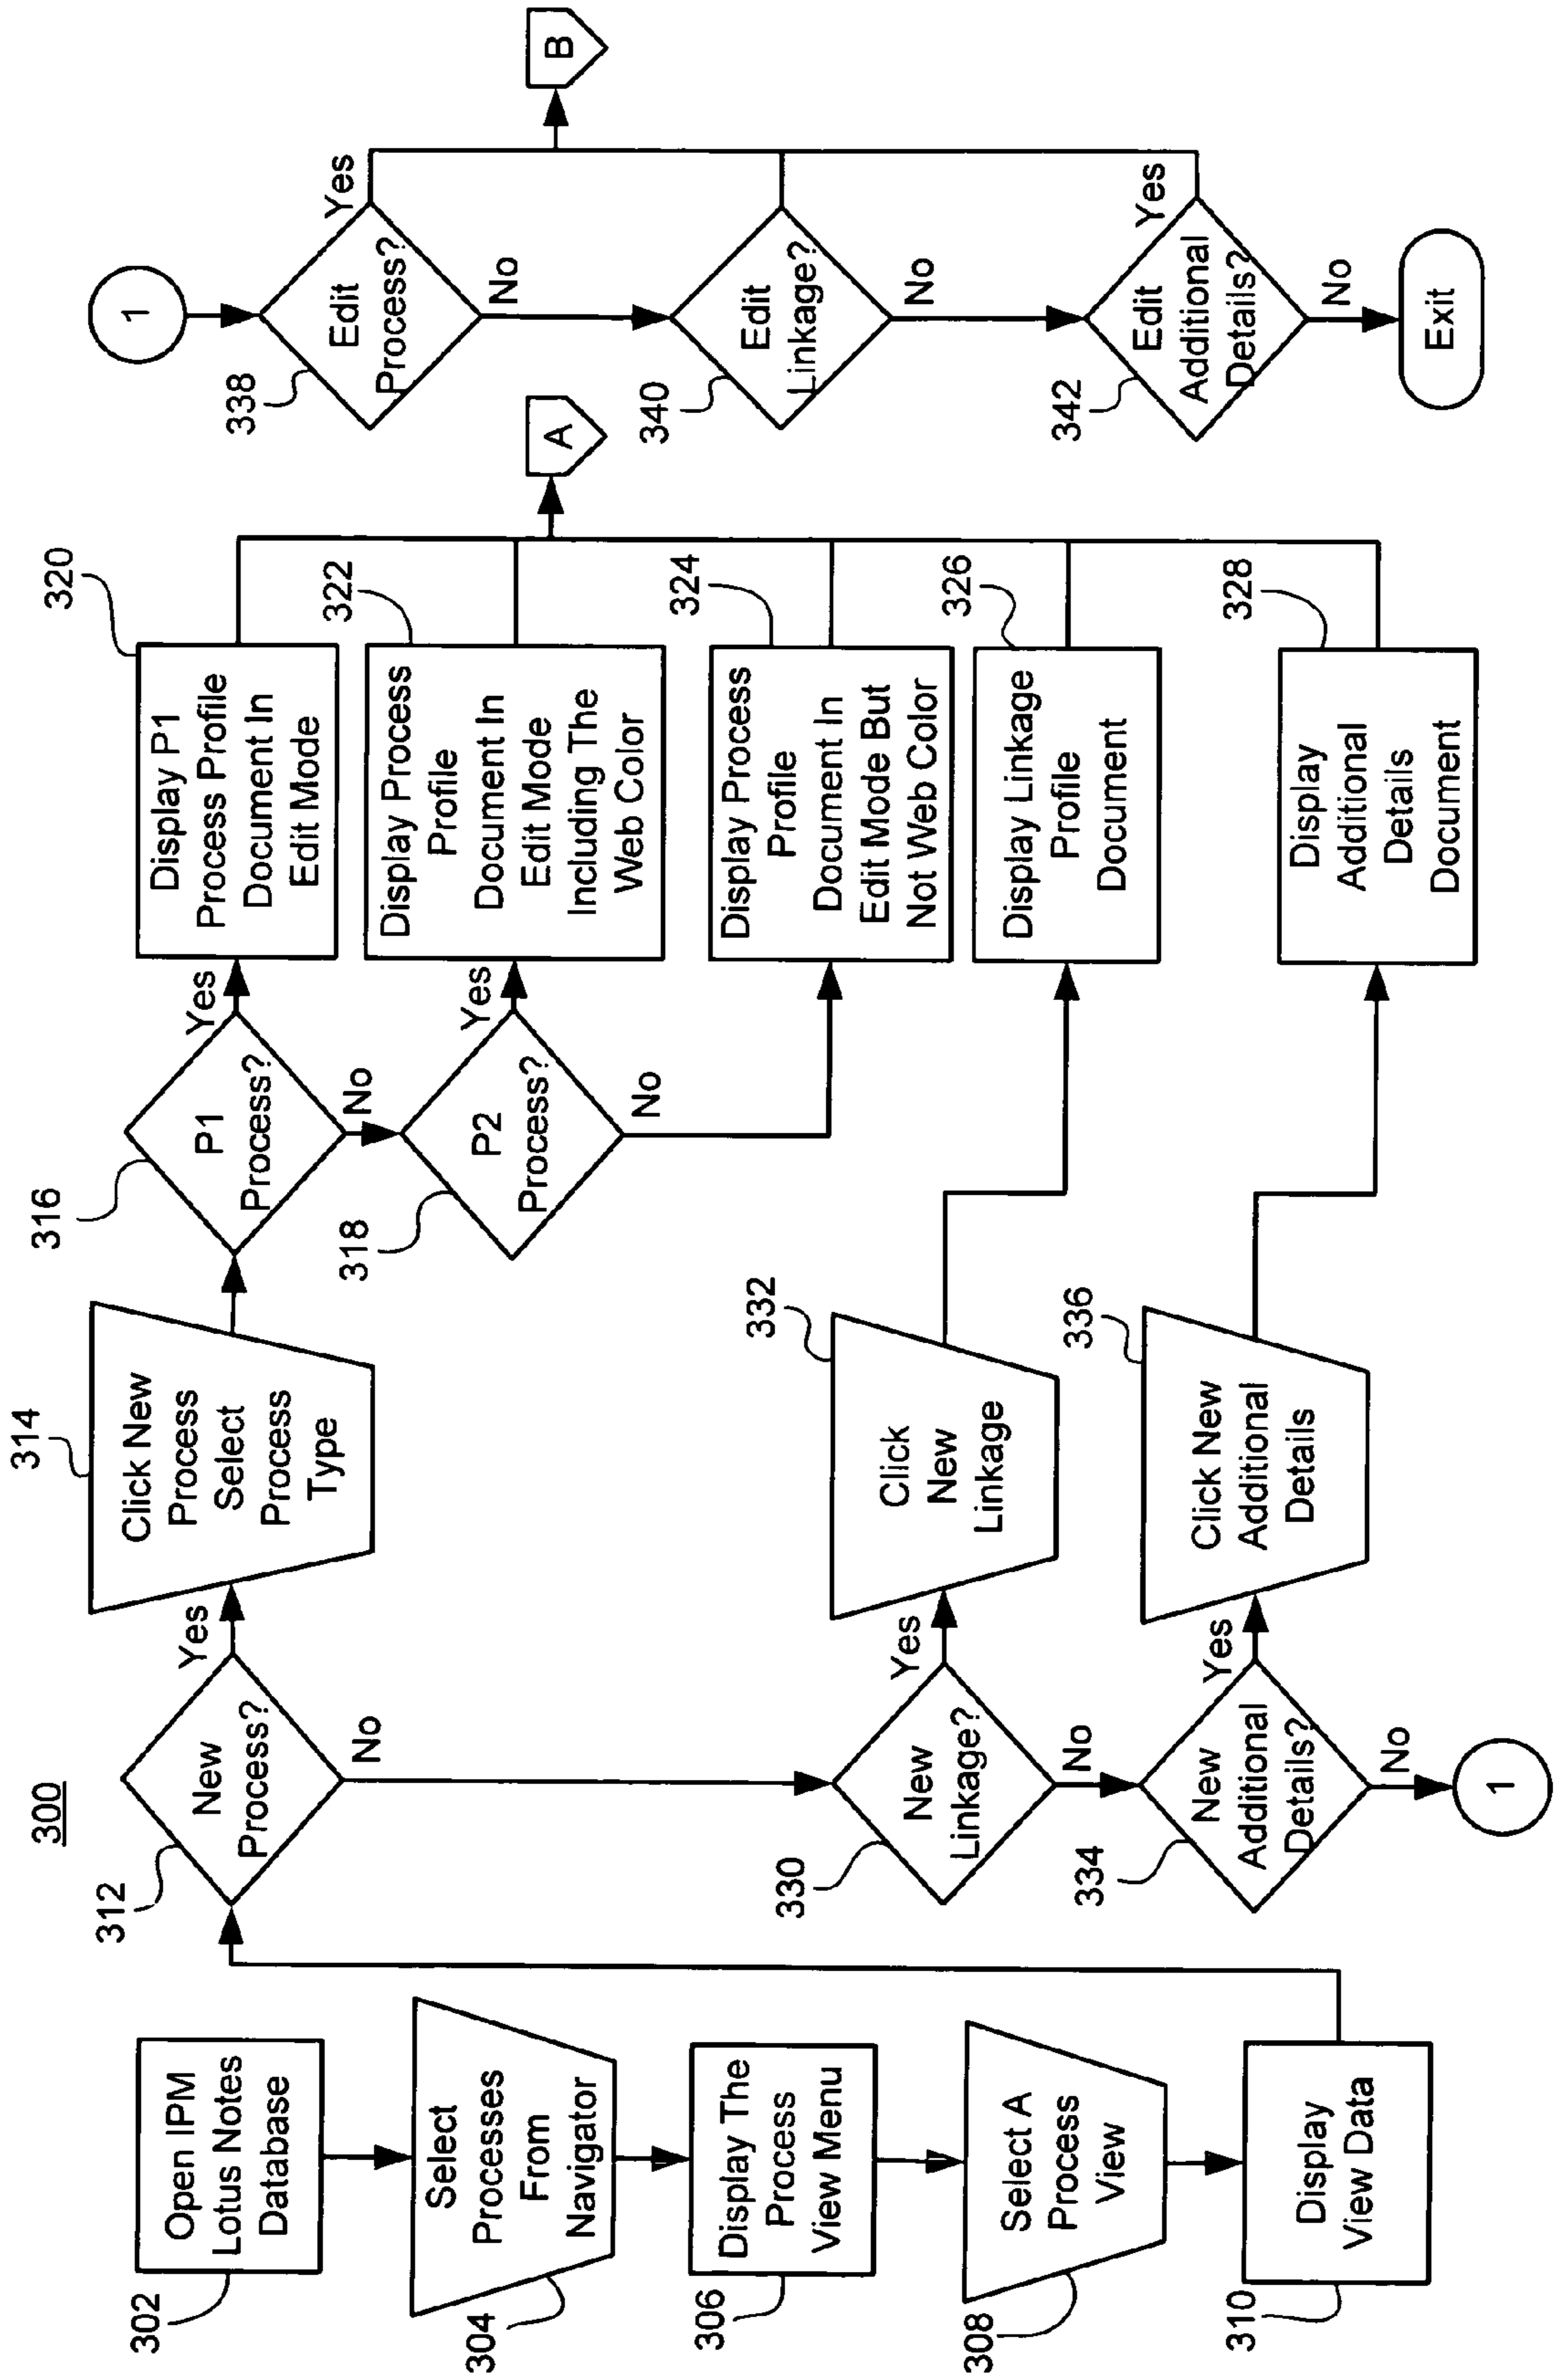 300
302
Open IPM
Lotus Notes
Database
304
Select
Processes
From
Navigator
306
Display The
Process
View Menu
308
Select A
Process
View
310
Display
View Data
312
New
Process?
Yes
No
314
Click New
Process
Select
Process
Type
316
P1
Process?
Yes
No
318
P2
Process?
Yes
No
320
Display P1
Process Profile
Document In
Edit Mode
322
Display Process
Profile
Document In
Edit Mode
Including The
Web Color
324
Display Process
Profile
Document In
Edit Mode But
Not Web Color
330
New
Linkage?
Yes
No
332
Click
New
Linkage
326
Display Linkage
Profile
Document
334
New
Additional
Details?
Yes
No
1
336
Click New
Additional
Details
328
Display
Additional
Details
Document
A
1
338
Edit
Process?
Yes
No
340
Edit
Linkage?
No
342
Edit
Additional
Details?
Yes
No
Exit
B